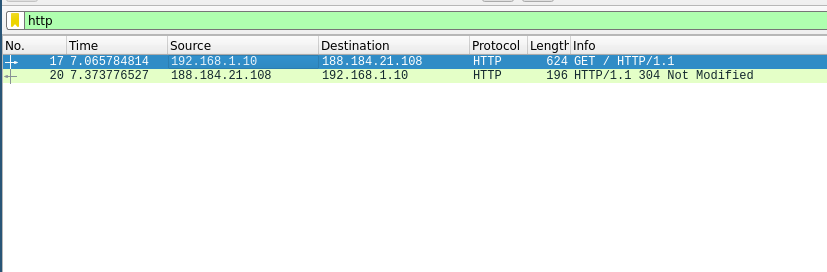 http
No. Time Source Destination Protocol Length Info
17 7.065784814 192.168.1.10 188.184.21.108 HTTP 624 GET / HTTP/1.1
20 7.373776527 188.184.21.108 192.168.1.10 HTTP 196 HTTP/1.1 304 Not Modified